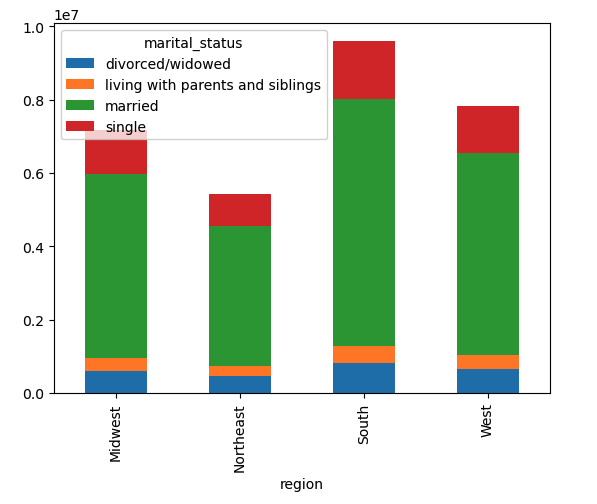 1e7
1.0
0.8
0.6
0.4
0.2
0.0
marital_status
divorced/widowed
living with parents and siblings
married
single
Midwest
Northeast
South
West
region